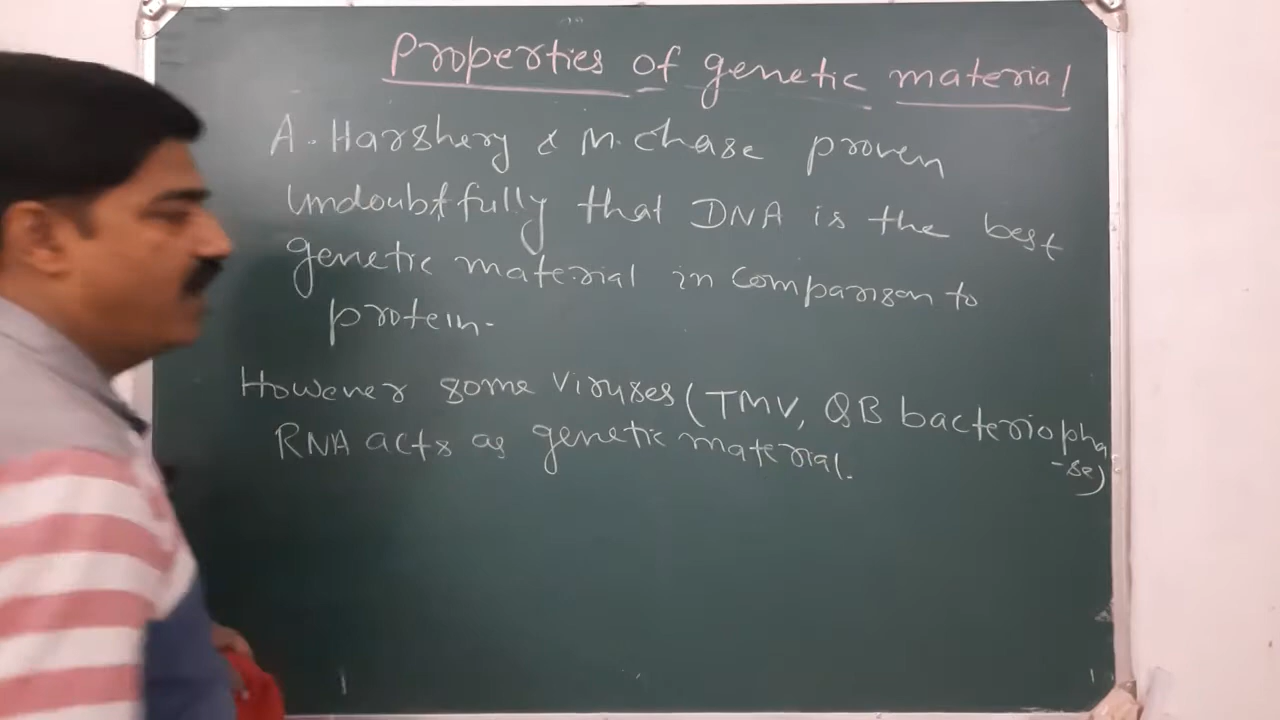 Properties of genetic material
A. Harshery & M. Chase proven
Undoubtfully that DNA is the best
genetic material in comparison to
protein.
However some viruses (TMV, QB bacteriopha
-se)
RNA acts as genetic material.